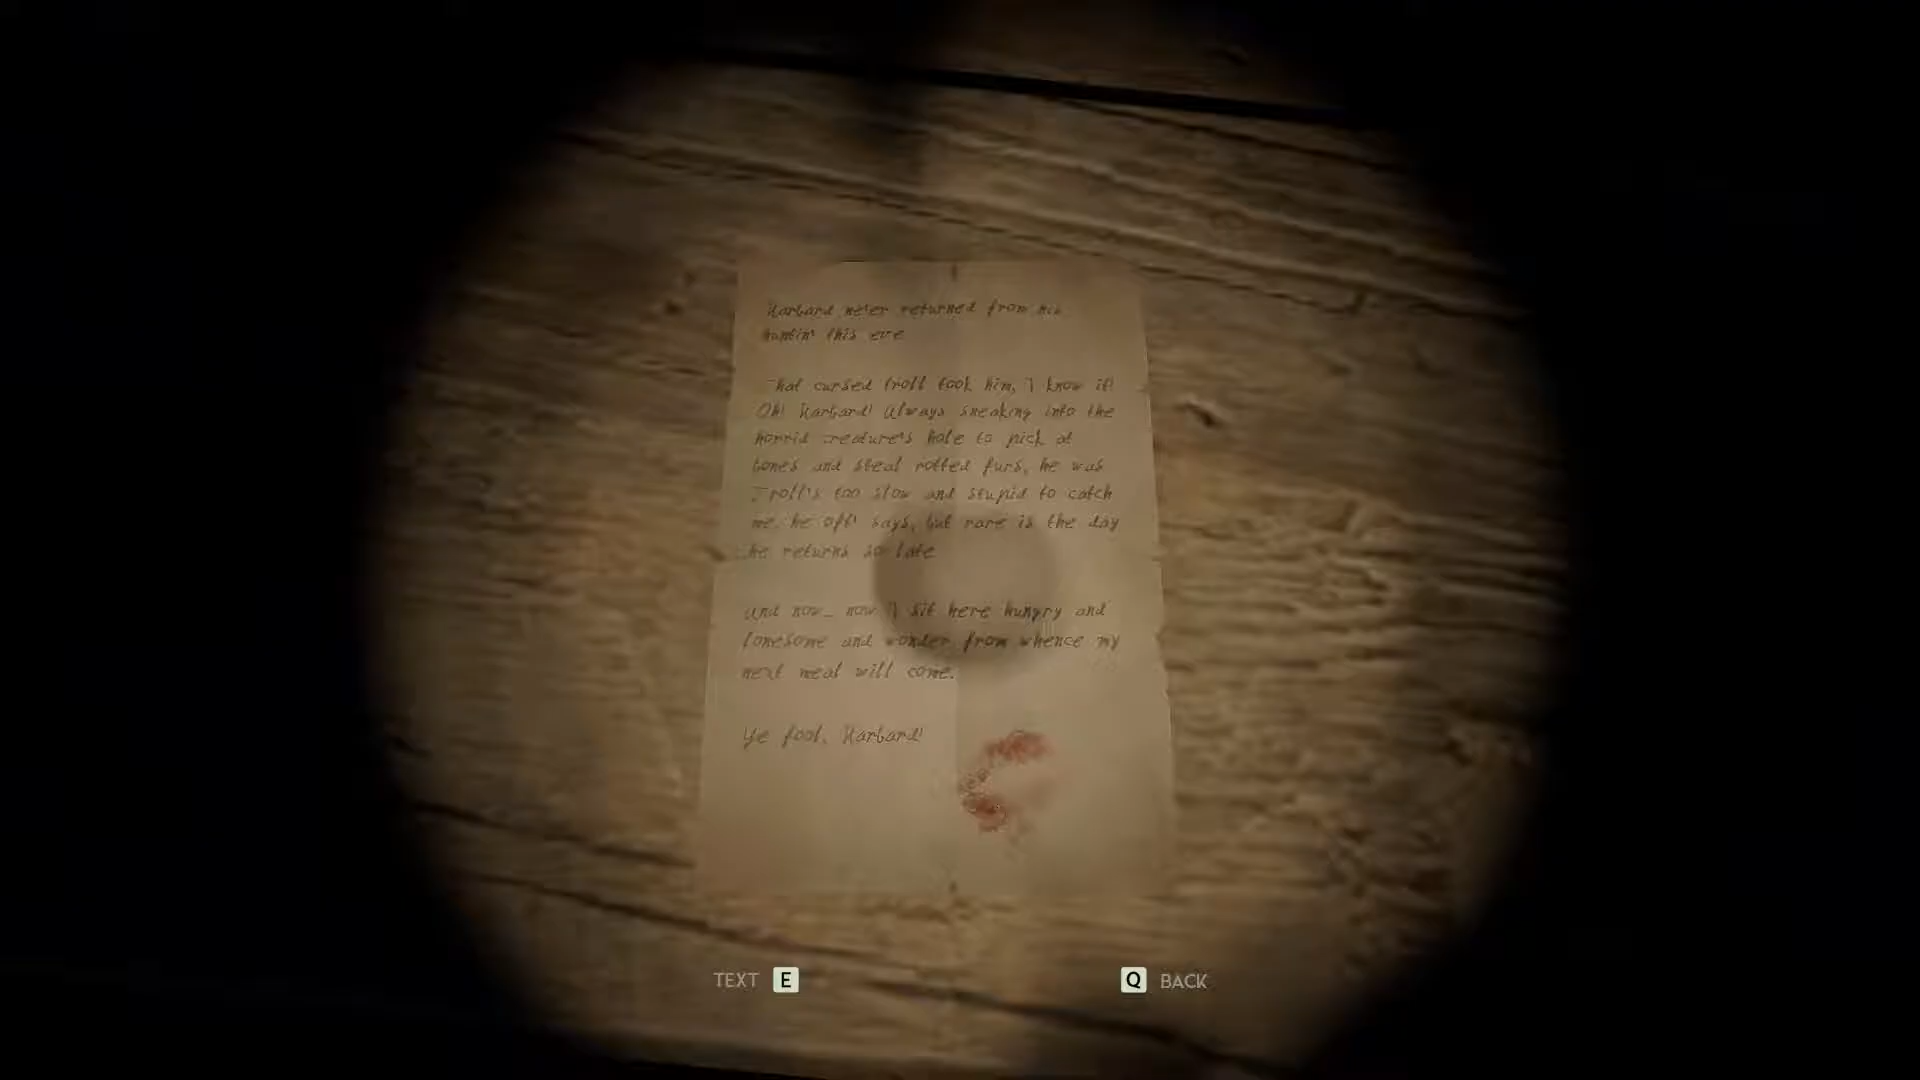 Harbard ne'er returned from his
huntin' this eve
That cursed troll took him, I know it!
Oh! Harbard! Always sneaking into the
horrid creature's hole to pick at
bones and steal rotted furs, he was
Troll's too slow and stupid to catch
me, he oft' says, but rare is the day
he returns so late
And now_ now I sit here hungry and
lonesome and wonder from whence my
next meal will come.
Ye fool, Harbard!
TEXT E
Q BACK